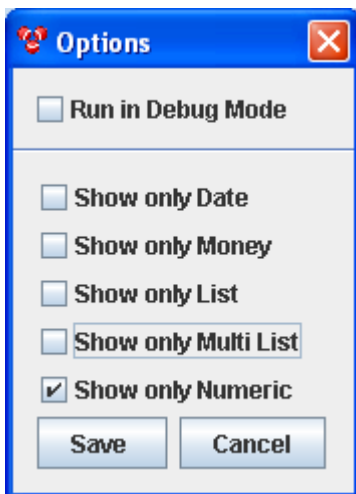 Options
Run in Debug Mode
Show only Date
Show only Money
Show only List
Show only Multi List
Show only Numeric
Save Cancel